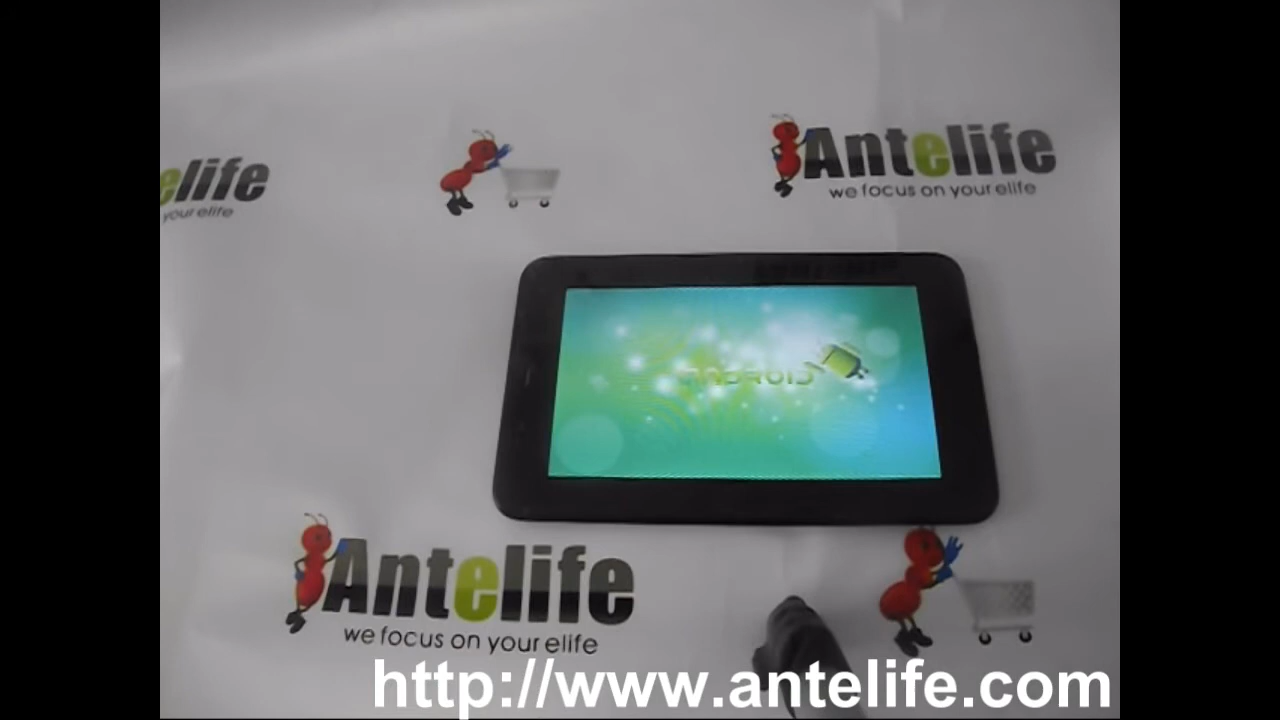 Antelife
we focus on your elife
elife
your elife
ANDROID
Antelife
we focus on your elife
http://www.antelife.com